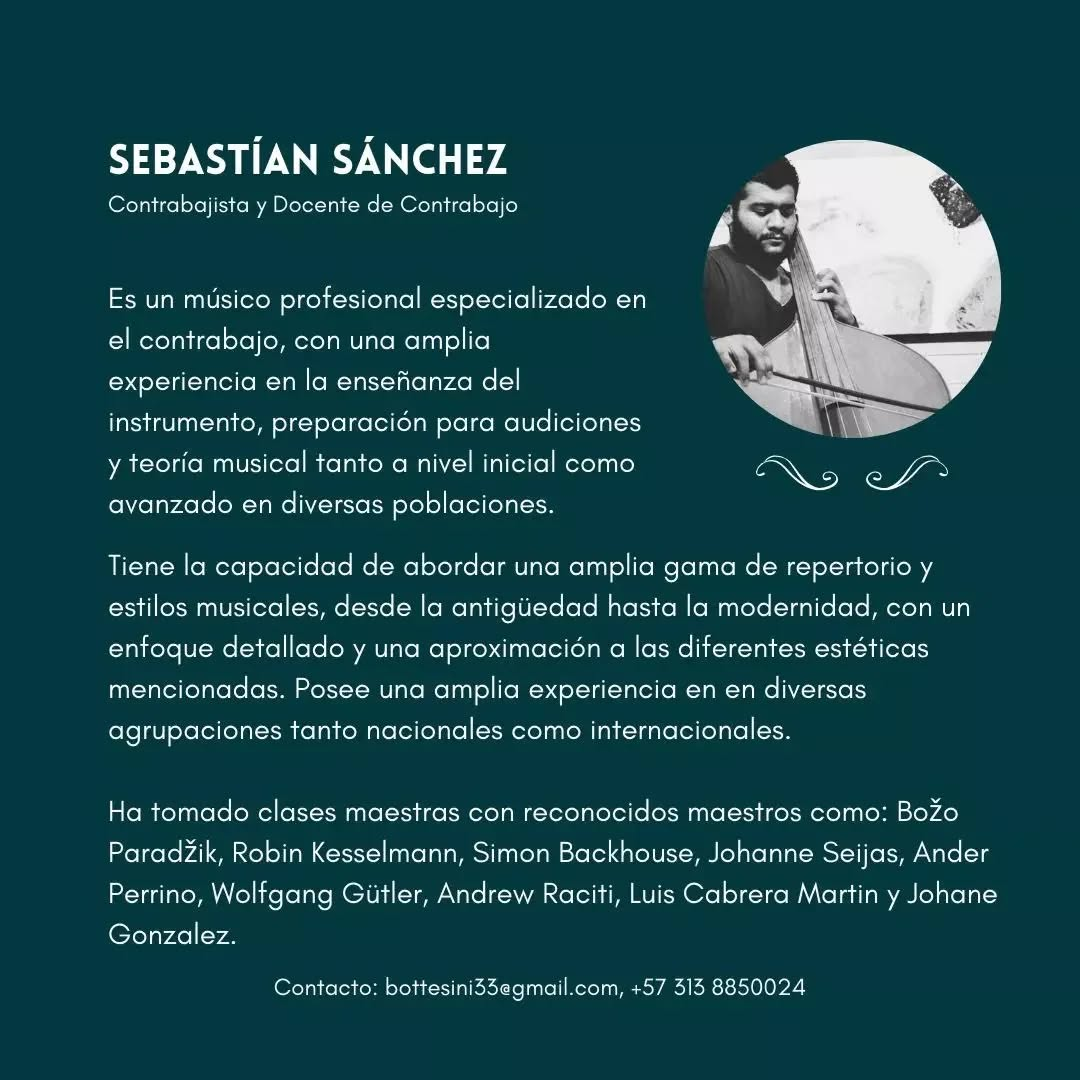 SEBASTÍAN SÁNCHEZ
Contrabajista y Docente de Contrabajo
Es un músico profesional especializado en
el contrabajo, con una amplia
experiencia en la enseñanza del
instrumento, preparación para audiciones
y teoría musical tanto a nivel inicial como
avanzado en diversas poblaciones.
Tiene la capacidad de abordar una amplia gama de repertorio y
estilos musicales, desde la antigüedad hasta la modernidad, con un
enfoque detallado y una aproximación a las diferentes estéticas
mencionadas. Posee una amplia experiencia en en diversas
agrupaciones tanto nacionales como internacionales.
Ha tomado clases maestras con reconocidos maestros como: Božo
Paradžik, Robin Kesselmann, Simon Backhouse, Johanne Seijas, Ander
Perrino, Wolfgang Gütler, Andrew Raciti, Luis Cabrera Martin y Johane
Gonzalez.
Contacto: bottesini33@gmail.com, +57 313 8850024